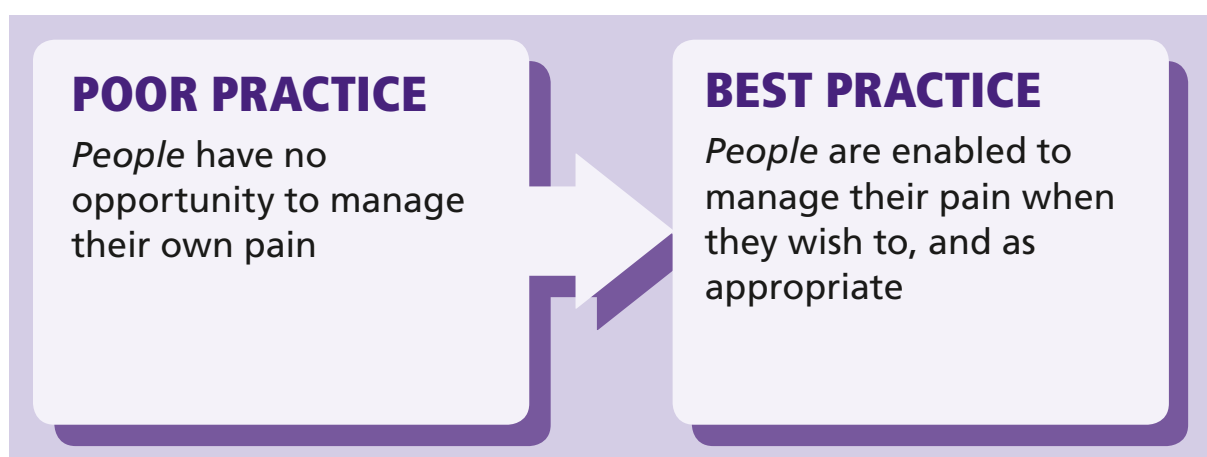 POOR PRACTICE
People have no
opportunity to manage
their own pain
BEST PRACTICE
People are enabled to
manage their pain when
they wish to, and as
appropriate